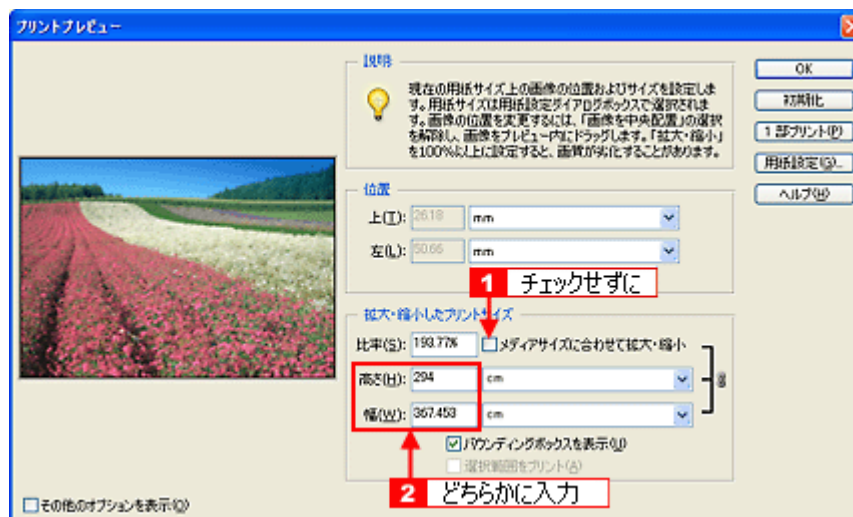 プリントプレビュー
説明
現在の用紙サイズ上の画像の位置およびサイズを設定しま
す。用紙サイズは用紙設定ダイアログボックスで選択されま
す。画像の位置を変更するには、「画像を中央配置」の選択
を解除し、画像をプレビュー内にドラッグします。「拡大・縮小」
を100%以上に設定すると、画質が劣化することがあります。
OK
初期化
1 部プリント(P)
用紙設定(G)...
ヘルプ(H)
位置
上(T): 26.18 mm
左(L): 50.66 mm
1 チェックせずに
拡大・縮小したプリントサイズ
比率(S): 193.77% メディアサイズに合わせて拡大・縮小
高さ(H): 294 cm
幅(W): 367.453 cm
バウンディングボックスを表示(U)
選択範囲をプリント(A)
2 どちらかに入力
その他のオプションを表示(O)